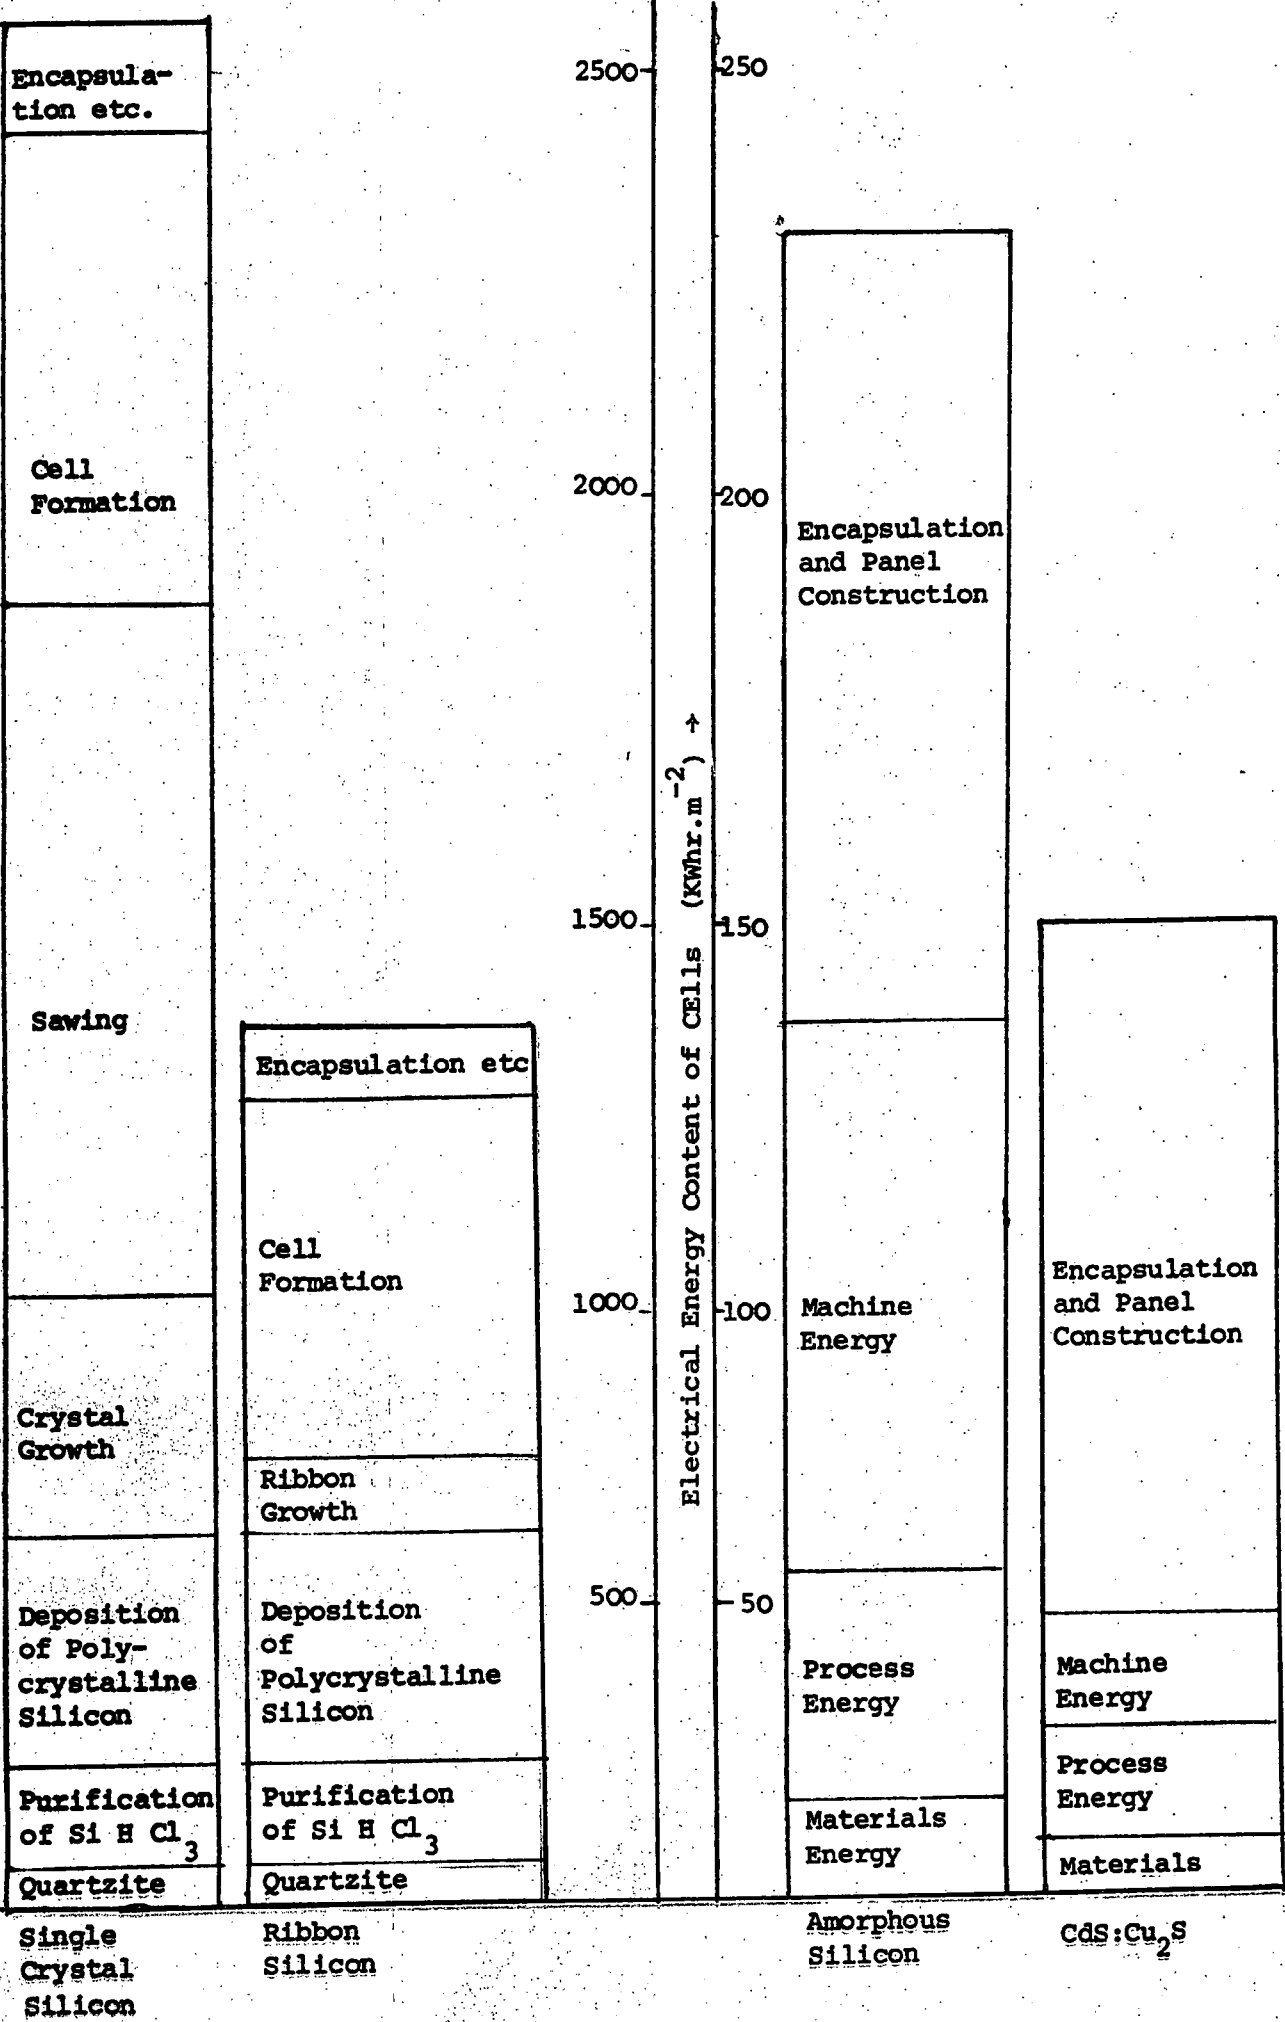 Encapsula-
tion etc.
Cell
Formation
Sawing
Crystal
Growth
Deposition
of Poly-
crystalline
Silicon
Purification
of Si H Cl3
Quartzite
Single
Crystal
Silicon
Encapsulation etc
Cell
Formation
Ribbon
Growth
Deposition
of
Polycrystalline
Silicon
Purification
of Si H Cl3
Quartzite
Ribbon
Silicon
2500
2000
1500
1000
500
Electrical Energy Content of CElls (KWhr.m-2) →
250
200
150
100
50
Encapsulation
and Panel
Construction
Machine
Energy
Process
Energy
Materials
Energy
Amorphous
Silicon
Encapsulation
and Panel
Construction
Machine
Energy
Process
Energy
Materials
CdS:Cu2S